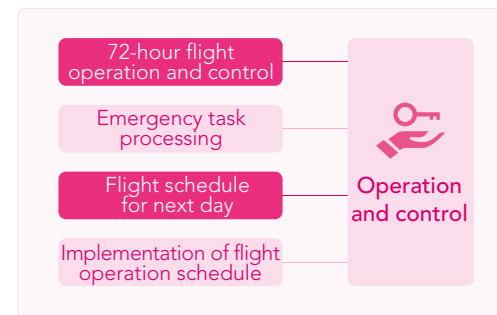 72-hour flight
operation and control
Emergency task
processing
Flight schedule
for next day
Implementation of flight
operation schedule
Operation
and control